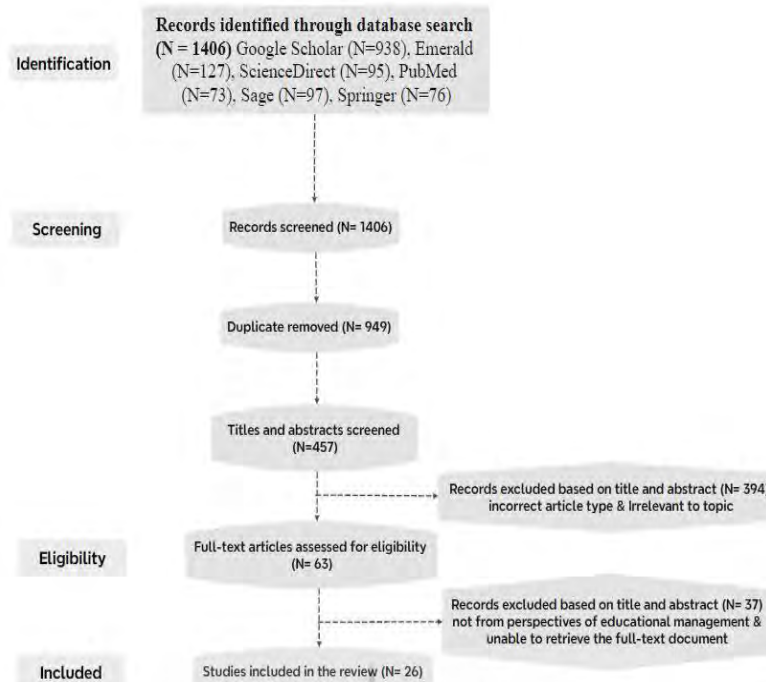 Identification
Records identified through database search
(N = 1406) Google Scholar (N=938), Emerald
(N=127), ScienceDirect (N=95), PubMed
(N=73), Sage (N=97), Springer (N=76)
Screening
Records screened (N= 1406)
Duplicate removed (N= 949)
Titles and abstracts screened
(N=457)
Records excluded based on title and abstract (N= 394)
incorrect article type & Irrelevant to topic
Eligibility
Full-text articles assessed for eligibility
(N= 63)
Records excluded based on title and abstract (N= 37)
not from perspectives of educational management &
unable to retrieve the full-text document
Included
Studies included in the review (N= 26)